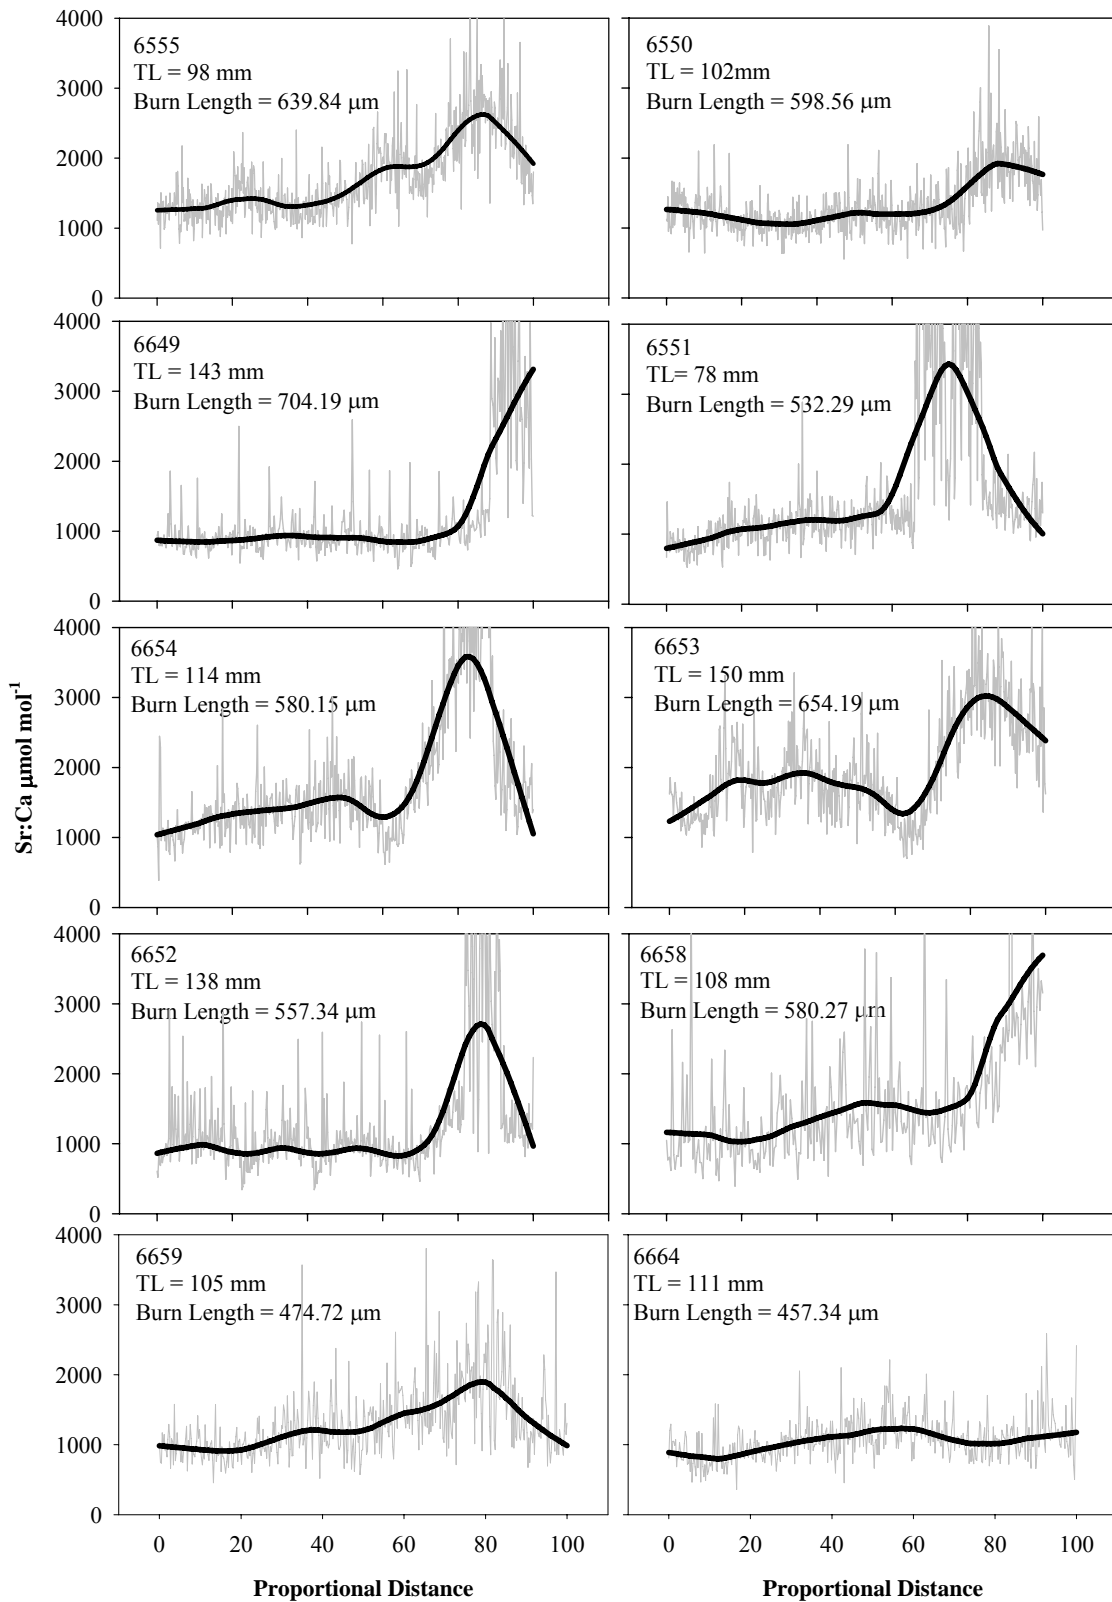 4000
3000
2000
1000
0
6555
TL = 98 mm
Burn Length = 639.84 μm
6550
TL = 102mm
Burn Length = 598.56 μm
4000
3000
2000
1000
0
6649
TL = 143 mm
Burn Length = 704.19 μm
6551
TL= 78 mm
Burn Length = 532.29 μm
Sr:Ca μmol mol⁻¹
4000
3000
2000
1000
0
6654
TL = 114 mm
Burn Length = 580.15 μm
6653
TL = 150 mm
Burn Length = 654.19 μm
4000
3000
2000
1000
0
6652
TL = 138 mm
Burn Length = 557.34 μm
6658
TL = 108 mm
Burn Length = 580.27 μm
4000
3000
2000
1000
0
6659
TL = 105 mm
Burn Length = 474.72 μm
6664
TL = 111 mm
Burn Length = 457.34 μm
0 20 40 60 80 100
0 20 40 60 80 100
Proportional Distance
Proportional Distance